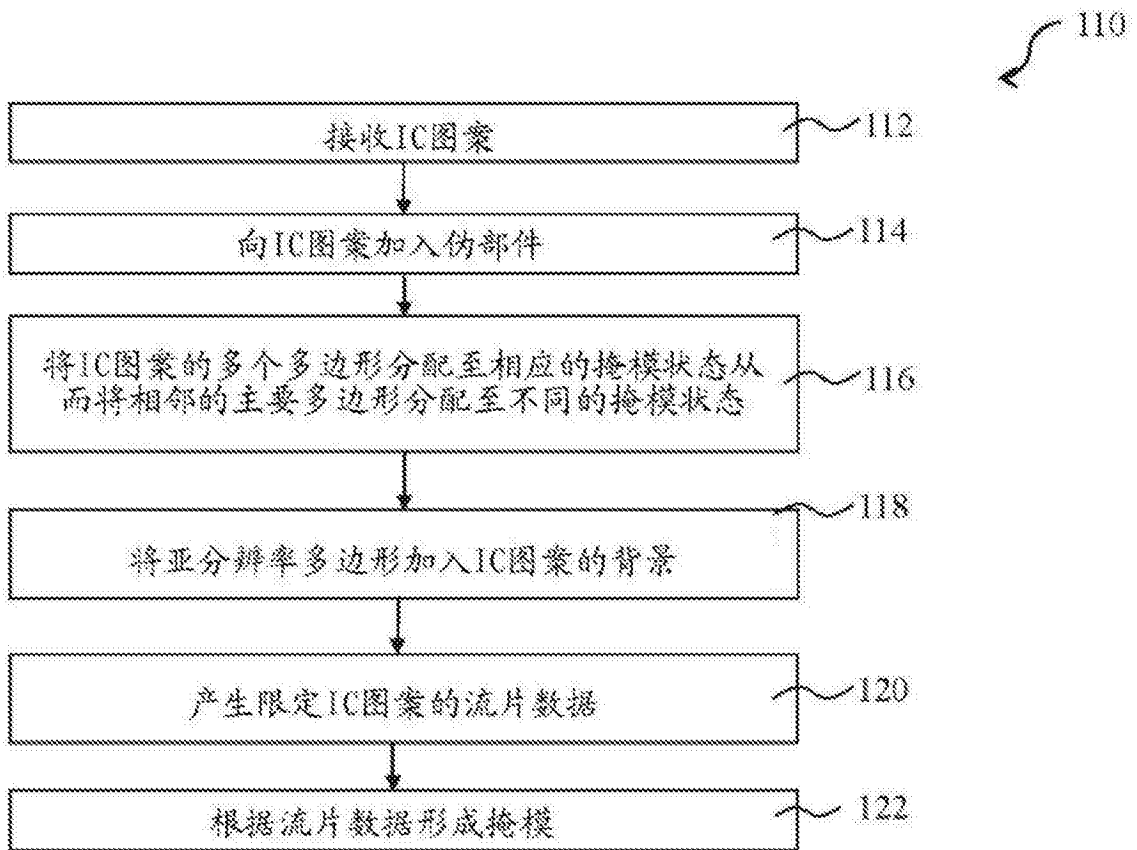 110
接收IC图案
112
向IC图案加入伪部件
114
将IC图案的多个多边形分配至相应的掩模状态从
而将相邻的主要多边形分配至不同的掩模状态
116
将亚分辨率多边形加入IC图案的背景
118
产生限定IC图案的流片数据
120
根据流片数据形成掩模
122